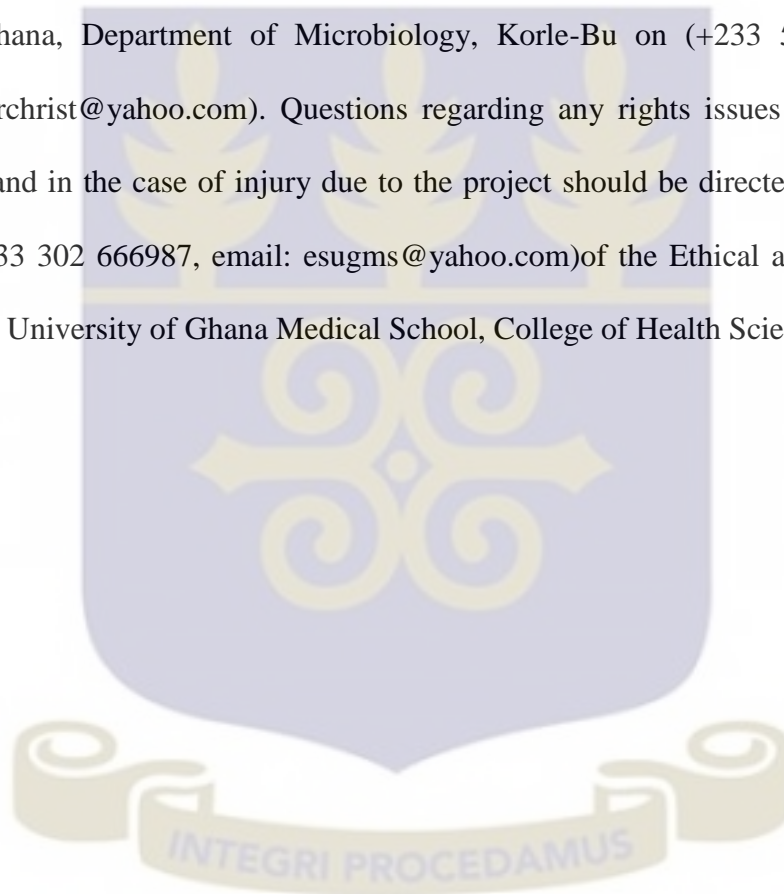 hana, Department of Microbiology, Korle-Bu on (+233 5
rchrist@yahoo.com). Questions regarding any rights issues
and in the case of injury due to the project should be directe
33 302 666987, email: esugms@yahoo.com)of the Ethical a
University of Ghana Medical School, College of Health Scie
INTEGRI PROCEDAMUS